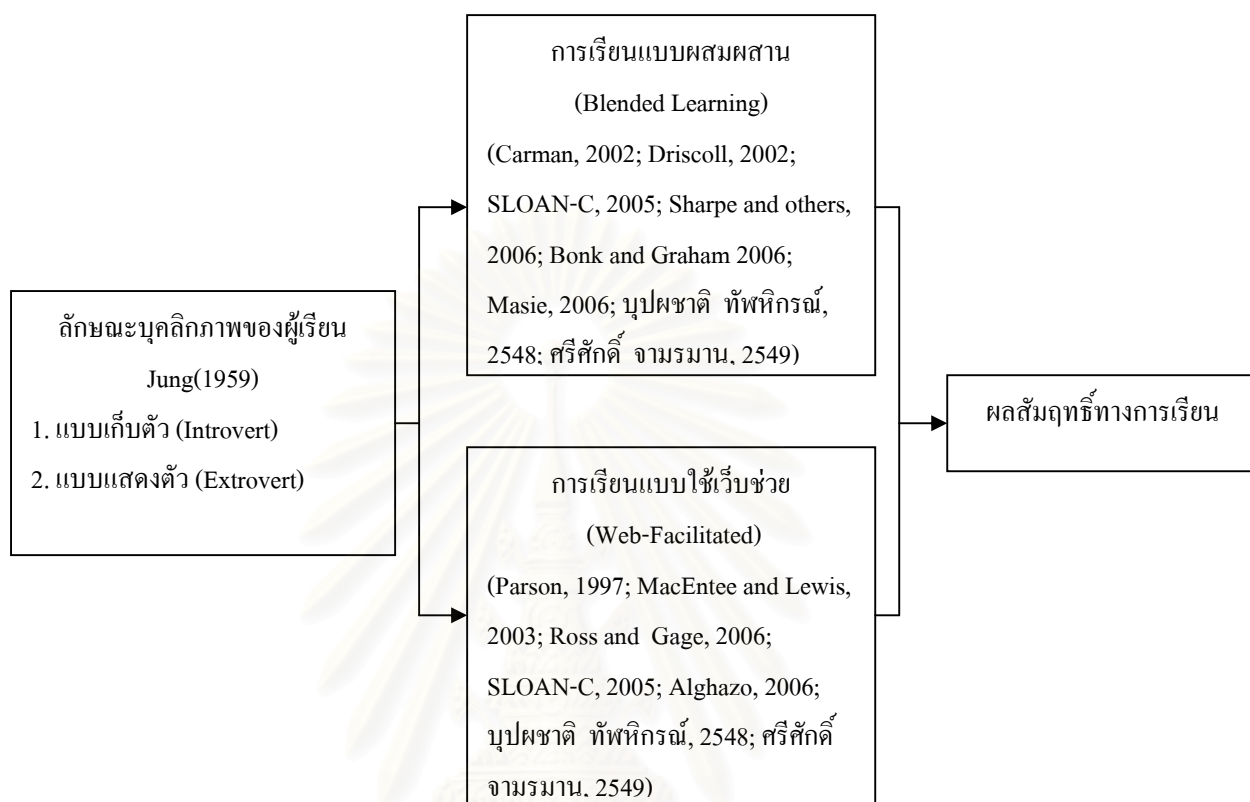 ลักษณะบุคลิกภาพของผู้เรียน
Jung(1959)
1. แบบเก็บตัว (Introvert)
2. แบบแสดงตัว (Extrovert)
การเรียนแบบผสมผสาน
(Blended Learning)
(Carman, 2002; Driscoll, 2002;
SLOAN-C, 2005; Sharpe and others,
2006; Bonk and Graham 2006;
Masie, 2006; บุปผชาติ ทัฬหิกรณ์,
2548; ศรีศักดิ์ จามรมาน, 2549)
การเรียนแบบใช้เว็บช่วย
(Web-Facilitated)
(Parson, 1997; MacEntee and Lewis,
2003; Ross and Gage, 2006;
SLOAN-C, 2005; Alghazo, 2006;
บุปผชาติ ทัฬหิกรณ์, 2548; ศรีศักดิ์
จามรมาน, 2549)
ผลสัมฤทธิ์ทางการเรียน